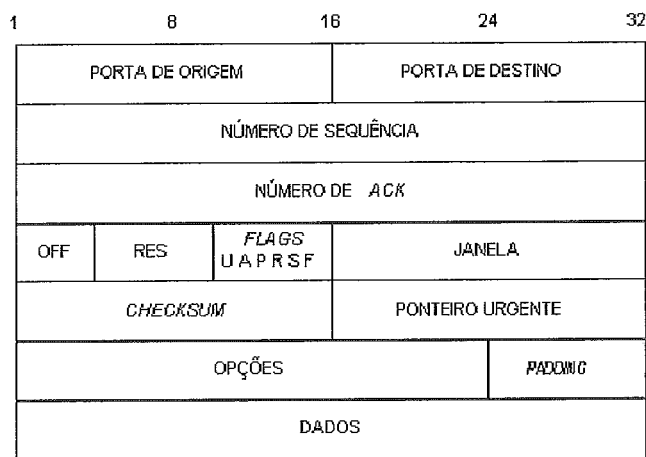 1 8 16 24 32
PORTA DE ORIGEM PORTA DE DESTINO
NÚMERO DE SEQUÊNCIA
NÚMERO DE ACK
OFF RES FLAGS JANELA
U A P R S F
CHECKSUM PONTEIRO URGENTE
OPÇÕES PADDING
DADOS